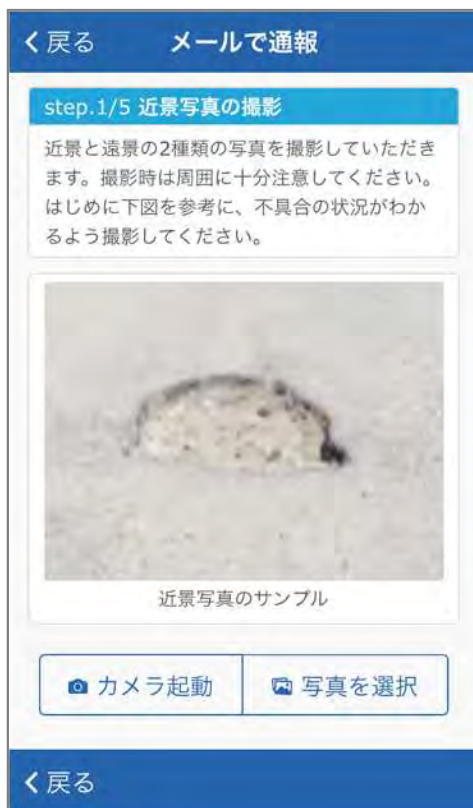 戻る メールで通報
step.1/5 近景写真の撮影
近景と遠景の2種類の写真を撮影していただき
ます。撮影時は周囲に十分注意してください。
はじめに下図を参考に、不具合の状況がわか
るよう撮影してください。
近景写真のサンプル
カメラ起動 写真を選択
戻る